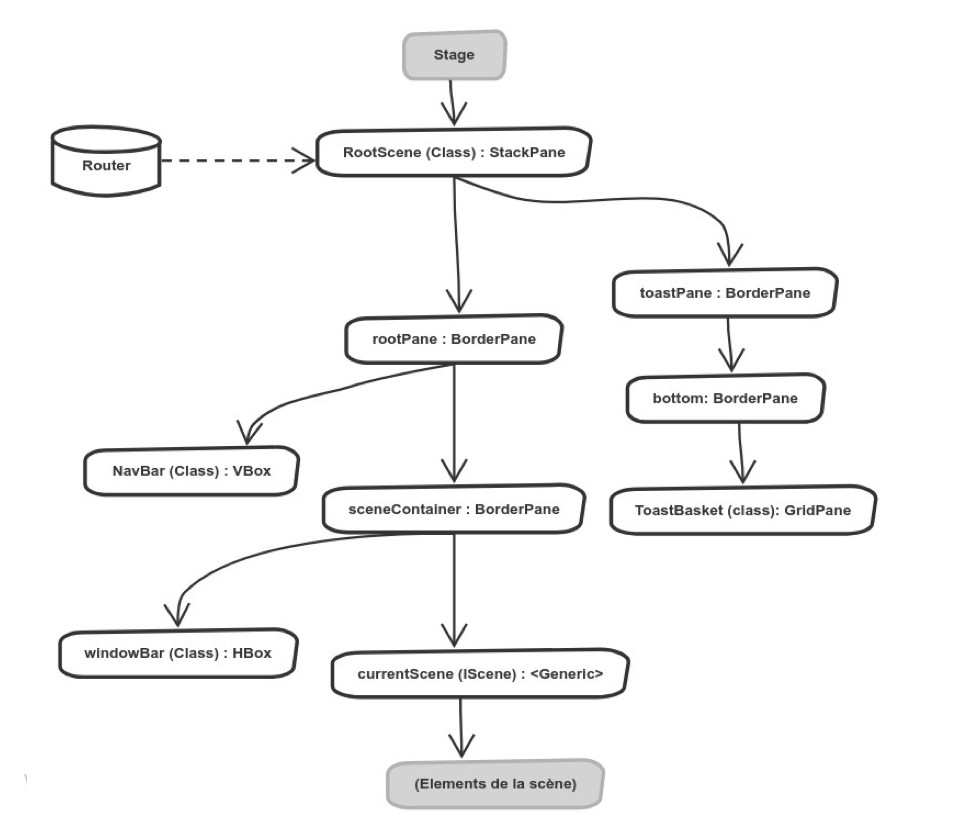 Stage
Router
RootScene (Class) : StackPane
toastPane : BorderPane
rootPane : BorderPane
bottom: BorderPane
NavBar (Class) : VBox
sceneContainer : BorderPane
ToastBasket (class): GridPane
windowBar (Class) : HBox
currentScene (IScene) : <Generic>
(Elements de la scène)